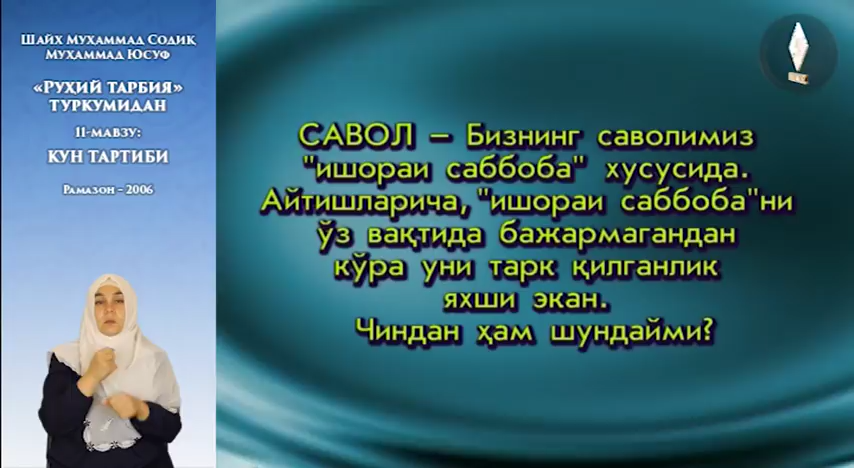 Шайх Муҳаммад Содиқ
Муҳаммад Юсуф
«Руҳий тарбия»
туркумидан
11-мавзу:
Кун тартиби
Рамазон - 2006
САВОЛ – Бизнинг саволимиз
"ишораи саббоба" хусусида.
Айтишларича, "ишораи саббоба"ни
ўз вақтида бажармагандан
кўра уни тарк қилганлик
яхши экан.
Чиндан ҳам шундайми?